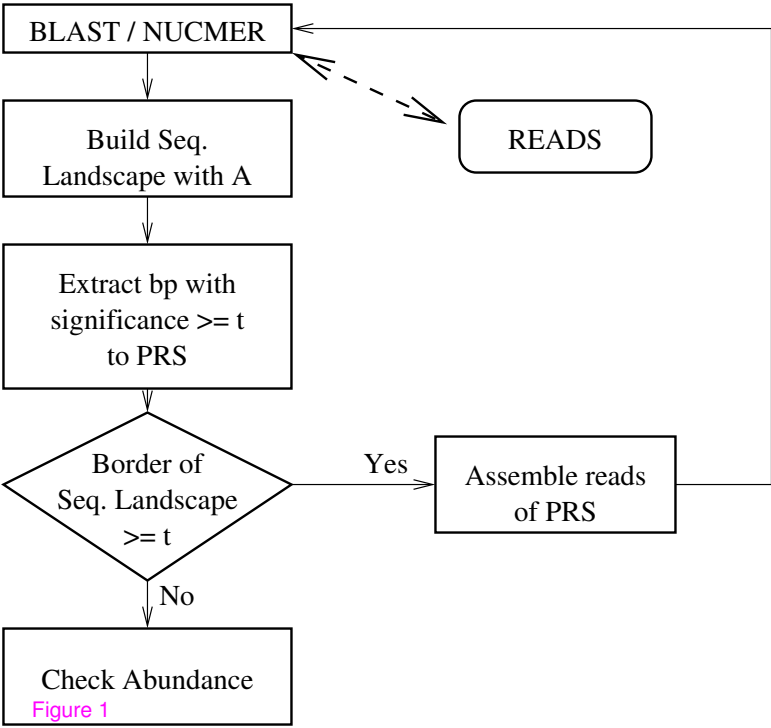 BLAST / NUCMER
Build Seq.
Landscape with A
READS
Extract bp with
significance >= t
to PRS
Border of
Seq. Landscape
>= t
Yes
Assemble reads
of PRS
No
Check Abundance
Figure 1